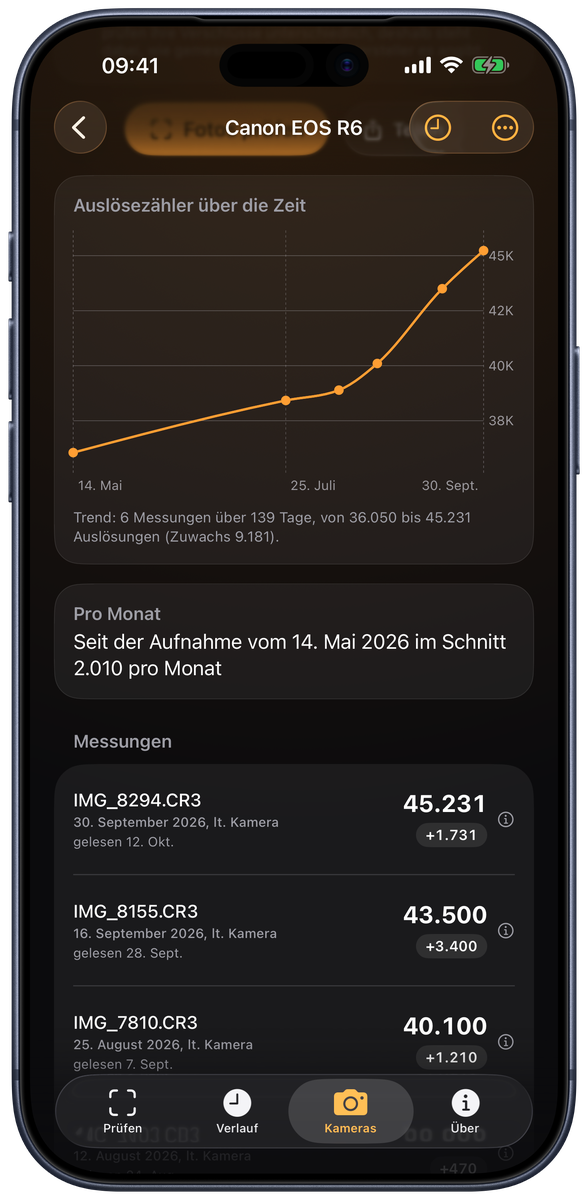 09:41
Canon EOS R6
Auslösezähler über die Zeit
45K
42K
40K
38K
14. Mai
25. Juli
30. Sept.
Trend: 6 Messungen über 139 Tage, von 36.050 bis 45.231
Auslösungen (Zuwachs 9.181).
Pro Monat
Seit der Aufnahme vom 14. Mai 2026 im Schnitt
2.010 pro Monat
Messungen
IMG_8294.CR3
45.231
30. September 2026, lt. Kamera
+1.731
gelesen 12. Okt.
IMG_8155.CR3
43.500
16. September 2026, lt. Kamera
+3.400
gelesen 28. Sept.
IMG_7810.CR3
40.100
25. August 2026, lt. Kamera
+1.210
gelesen 7. Sept.
Prüfen
Verlauf
Kameras
Über
12. August 2026, lt. Kamera
+470